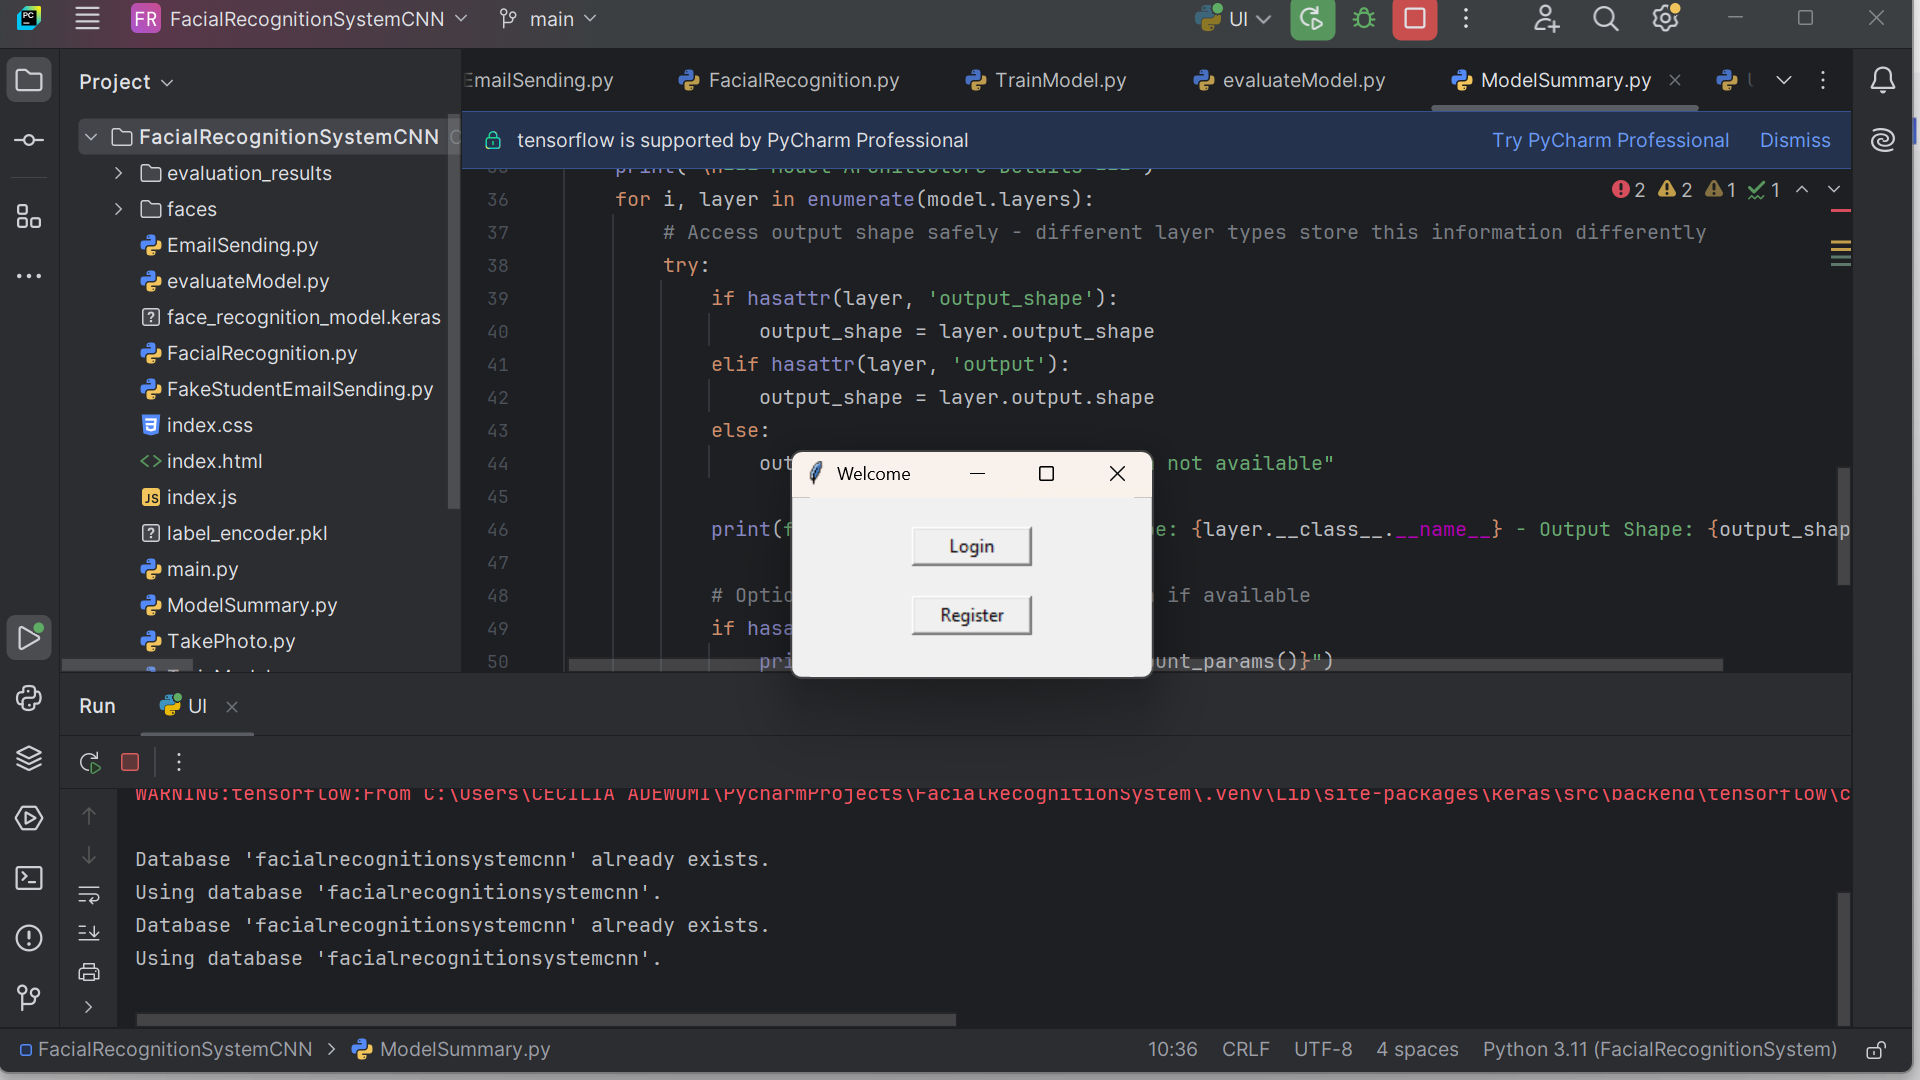 FR FacialRecognitionSystemCNN main UI
Project
EmailSending.py FacialRecognition.py TrainModel.py evaluateModel.py ModelSummary.py
FacialRecognitionSystemCNN
evaluation_results
faces
EmailSending.py
evaluateModel.py
face_recognition_model.keras
FacialRecognition.py
FakeStudentEmailSending.py
index.css
index.html
index.js
label_encoder.pkl
main.py
ModelSummary.py
TakePhoto.py
tensorflow is supported by PyCharm Professional Try PyCharm Professional Dismiss
2 2 1 1
36 for i, layer in enumerate(model.layers):
37 # Access output shape safely - different layer types store this information differently
38 try:
39 if hasattr(layer, 'output_shape'):
40 output_shape = layer.output_shape
41 elif hasattr(layer, 'output'):
42 output_shape = layer.output.shape
43 else:
44 out not available"
45
46 print(f e: {layer.__class__.__name__} - Output Shape: {output_shap
47
48 # Optio if available
49 if hasa
50 pri unt_params()}")
Welcome
Login
Register
Run UI
WARNING:tensorflow:From C:\Users\CECILIA ADEWUMI\PycharmProjects\FacialRecognitionSystem\.venv\Lib\site-packages\keras\src\backend\tensorflow\c
Database 'facialrecognitionsystemcnn' already exists.
Using database 'facialrecognitionsystemcnn'.
Database 'facialrecognitionsystemcnn' already exists.
Using database 'facialrecognitionsystemcnn'.
FacialRecognitionSystemCNN > ModelSummary.py 10:36 CRLF UTF-8 4 spaces Python 3.11 (FacialRecognitionSystem)